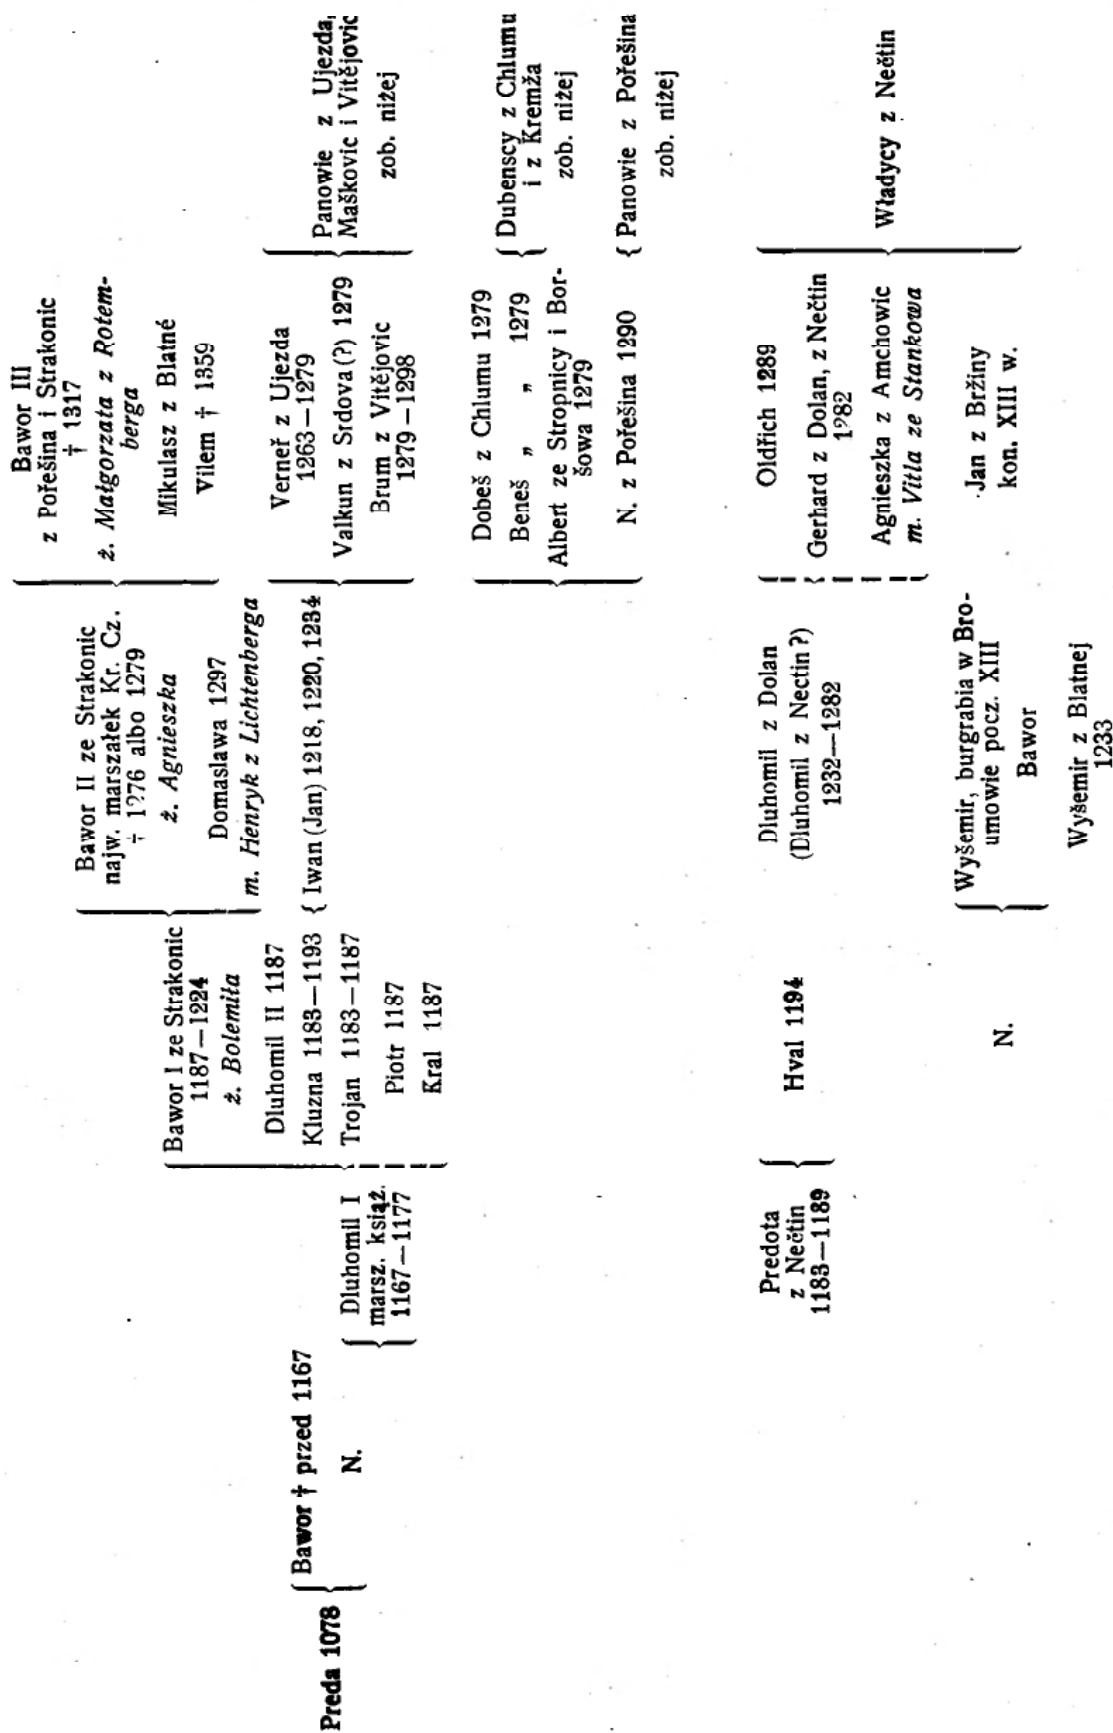 Preda 1078
Bawor † przed 1167
N.
Dluhomil I
marsz. książ.
1167—1177
Bawor I ze Strakonic
1187—1224
ż. Bolemiła
Dluhomil II 1187
Kluzna 1183—1193
Trojan 1183—1187
Piotr 1187
Kral 1187
Bawor II ze Strakonic
najw. marszałek Kr. Cz.
† 1276 albo 1279
ż. Agnieszka
Domaslawa 1297
m. Henryk z Lichtenberga
Iwan (Jan) 1218, 1220, 1234
Bawor III
z Pořešina i Strakonic
† 1317
ż. Małgorzata z Rotem-
berga
Mikulasz z Blatné
Vilem † 1359
Verneř z Ujezda
1263—1279
Valkun z Srdova (?) 1279
Brum z Vitějovic
1279—1298
Panowie z Ujezda,
Maškovic i Vitějovic
zob. niżej
Dobeš z Chlumu 1279
Beneš „ „ 1279
Albert ze Stropnicy i Bor-
šowa 1279
N. z Pořešina 1290
Dubenscy z Chlumu
i z Kremža
zob. niżej
Panowie z Pořešina
zob. niżej
Predota
z Nečtin
1183—1189
Hval 1194
Dluhomil z Dolan
(Dluhomil z Nectin ?)
1232—1282
Oldřich 1289
Gerhard z Dolan, z Nečtin
1282
Agnieszka z Amchowic
m. Vitla ze Stankowa
Władycy z Nečtin
N.
Wyšemir, burgrabia w Bro-
umowie pocz. XIII
Bawor
Wyšemir z Blatnej
1233
Jan z Bržiny
kon. XIII w.